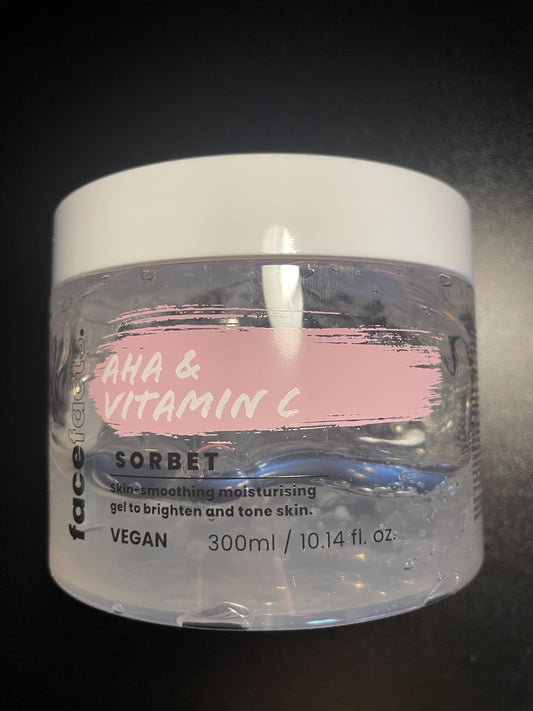 facefacts.
AHA &
VITAMIN C
SORBET
Skin-smoothing moisturising
gel to brighten and tone skin.
VEGAN 300ml / 10.14 fl. oz.